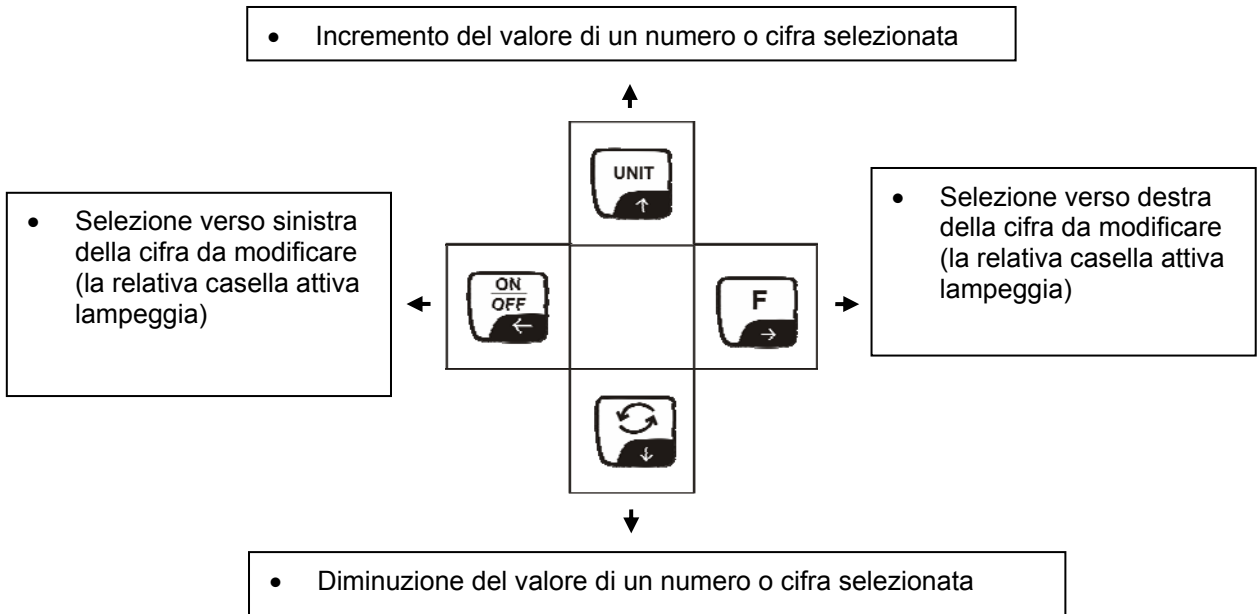 • Incremento del valore di un numero o cifra selezionata
UNIT
↑
• Selezione verso sinistra
della cifra da modificare
(la relativa casella attiva
lampeggia)
ON
OFF
←
F
→
• Selezione verso destra
della cifra da modificare
(la relativa casella attiva
lampeggia)
↓
• Diminuzione del valore di un numero o cifra selezionata